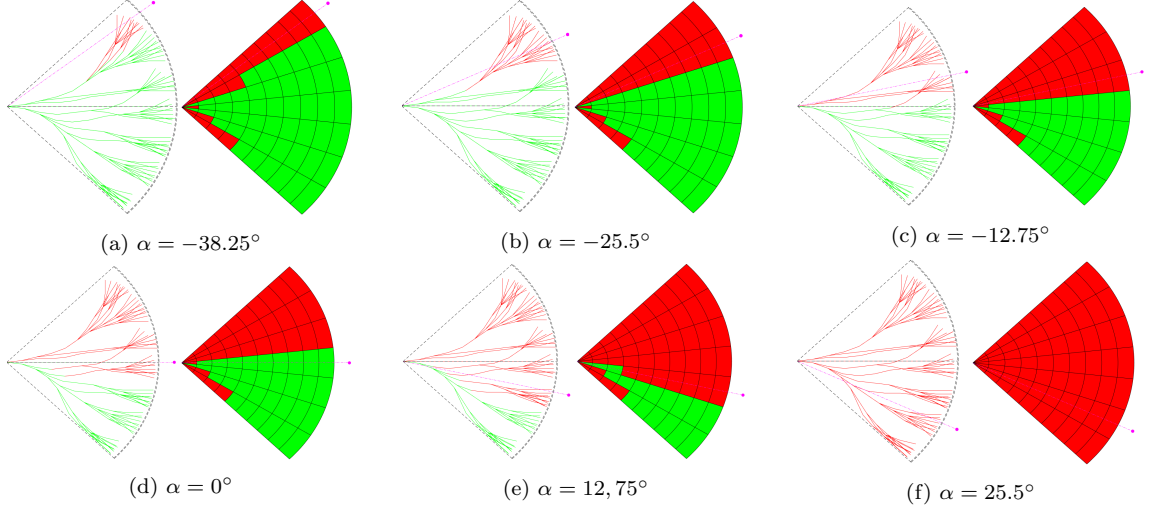 (a) α = −38.25°
(b) α = −25.5°
(c) α = −12.75°
(d) α = 0°
(e) α = 12, 75°
(f) α = 25.5°